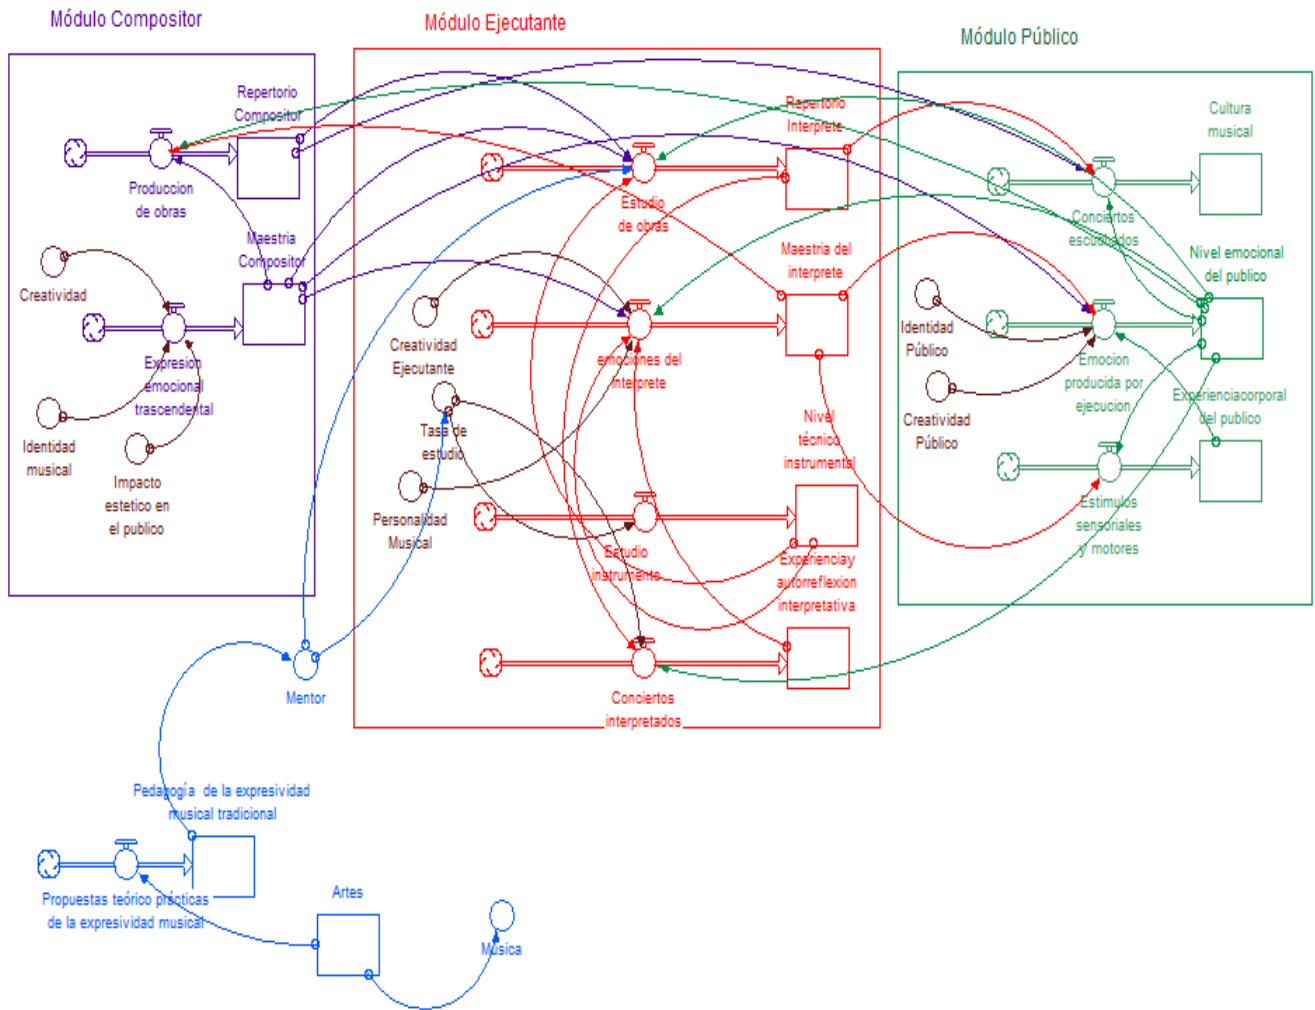 Módulo Compositor
Módulo Ejecutante
Módulo Público
Repertorio
Compositor
Produccion
de obras
Maestria
Compositor
Creatividad
Expresion
emocional
trascendental
Identidad
musical
Impacto
estetico en
el publico
Repertorio
Interprete
Estudio
de obras
Maestria del
interprete
Creatividad
Ejecutante
emociones del
interprete
Tasa de
estudio
Nivel
técnico
instrumental
Personalidad
Musical
Estudio
instrumento
Experiencia y
autorreflexion
interpretativa
Conciertos
interpretados
Cultura
musical
Conciertos
escuchados
Nivel emocional
del publico
Identidad
Público
Emocion
producida por
ejecucion
Experienciacorporal
del publico
Creatividad
Público
Estimulos
sensoriales
y motores
Mentor
Pedagogía de la expresividad
musical tradicional
Propuestas teórico prácticas
de la expresividad musical
Artes
Música